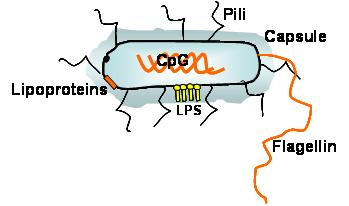 Pili
Capsule
CpG
Lipoproteins
LPS
Flagellin